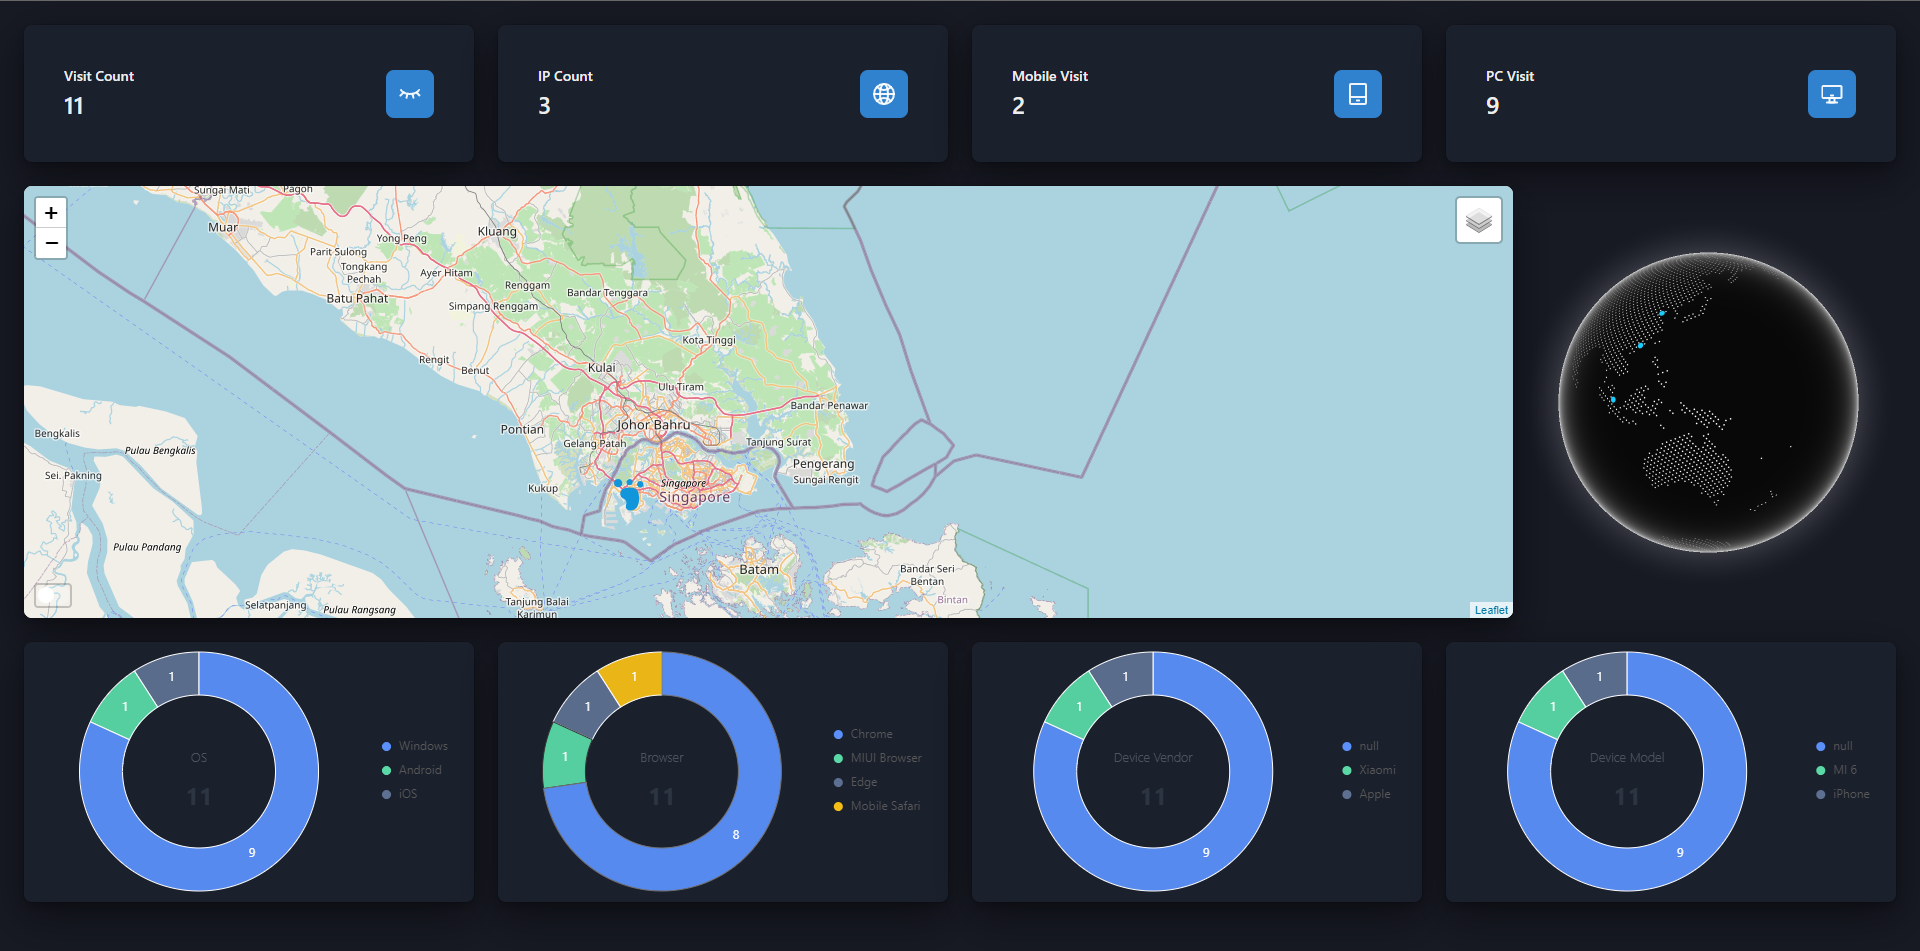 Visit Count
11
IP Count
3
Mobile Visit
2
PC Visit
9
+
−
Sungai Mati
Pagoh
Muar
Yong Peng
Kluang
Parit Sulong
Tongkang
Pechah
Ayer Hitam
Renggam
Bandar Tenggara
Batu Pahat
Simpang Renggam
Kota Tinggi
Rengit
Benut
Kulai
Ulu Tiram
Bandar Penawar
Pontian
Johor Bahru
Gelang Patah
Tanjung Surat
Bengkalis
Pulau Bengkalis
Sei. Pakning
Pengerang
Sungai Rengit
Kukup
Singapore
Singapore
Pulau Pandang
Batam
Bandar Seri
Bentan
Bintan
Selatpanjang
Pulau Rangsang
Tanjung Balai
Karimun
Leaflet
1
1
9
OS
11
Windows
Android
iOS
1
1
1
8
Browser
11
Chrome
MIUI Browser
Edge
Mobile Safari
1
1
9
Device Vendor
11
null
Xiaomi
Apple
1
1
9
Device Model
11
null
MI 6
iPhone